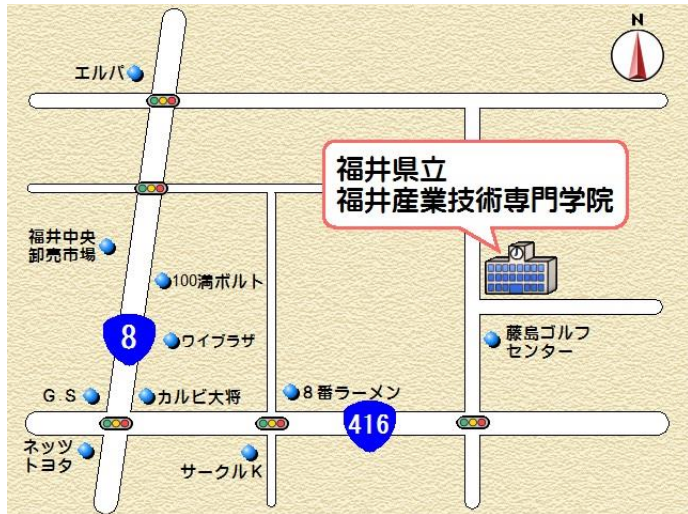 N
エルパ
福井県立
福井産業技術専門学院
福井中央
卸売市場
100満ボルト
8
ワイプラザ
藤島ゴルフ
センター
G.S
カルビ大将
8番ラーメン
416
ネッツ
トヨタ
サークルK